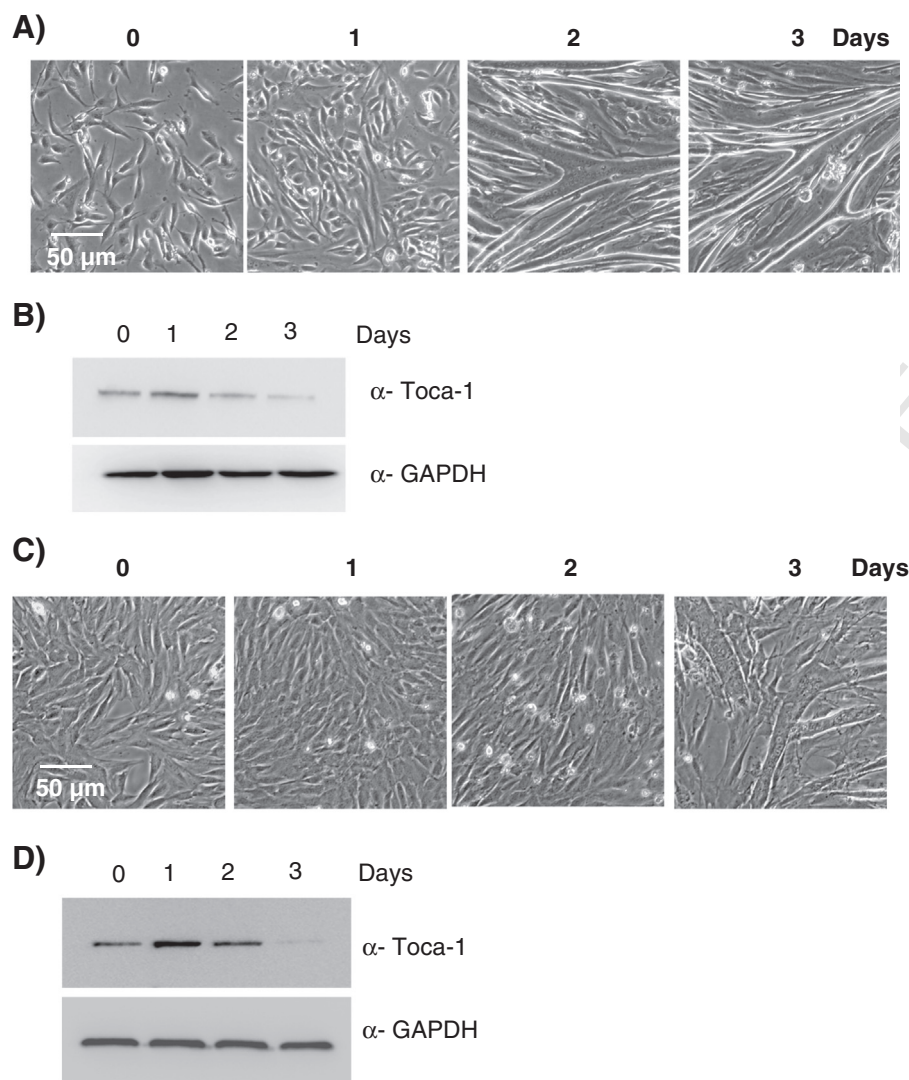 A)
0 1 2 3 Days
50 μm
B)
0 1 2 3 Days
α- Toca-1
α- GAPDH
C)
0 1 2 3 Days
50 μm
D)
0 1 2 3 Days
α- Toca-1
α- GAPDH